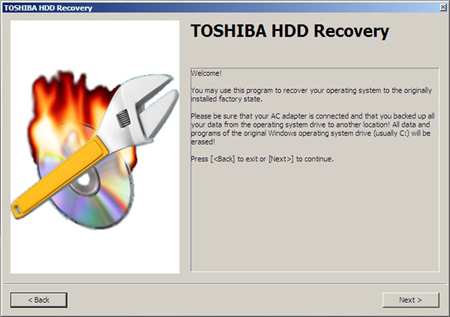 TOSHIBA HDD Recovery
TOSHIBA HDD Recovery
Welcome!
You may use this program to recover your operating system to the originally
installed factory state.
Please be sure that your AC adapter is connected and that you backed up all
your data from the operating system drive to another location! All data and
programs of the original Windows operating system drive (usually C:) will be
erased!
Press [<Back] to exit or [Next>] to continue.
< Back
Next >